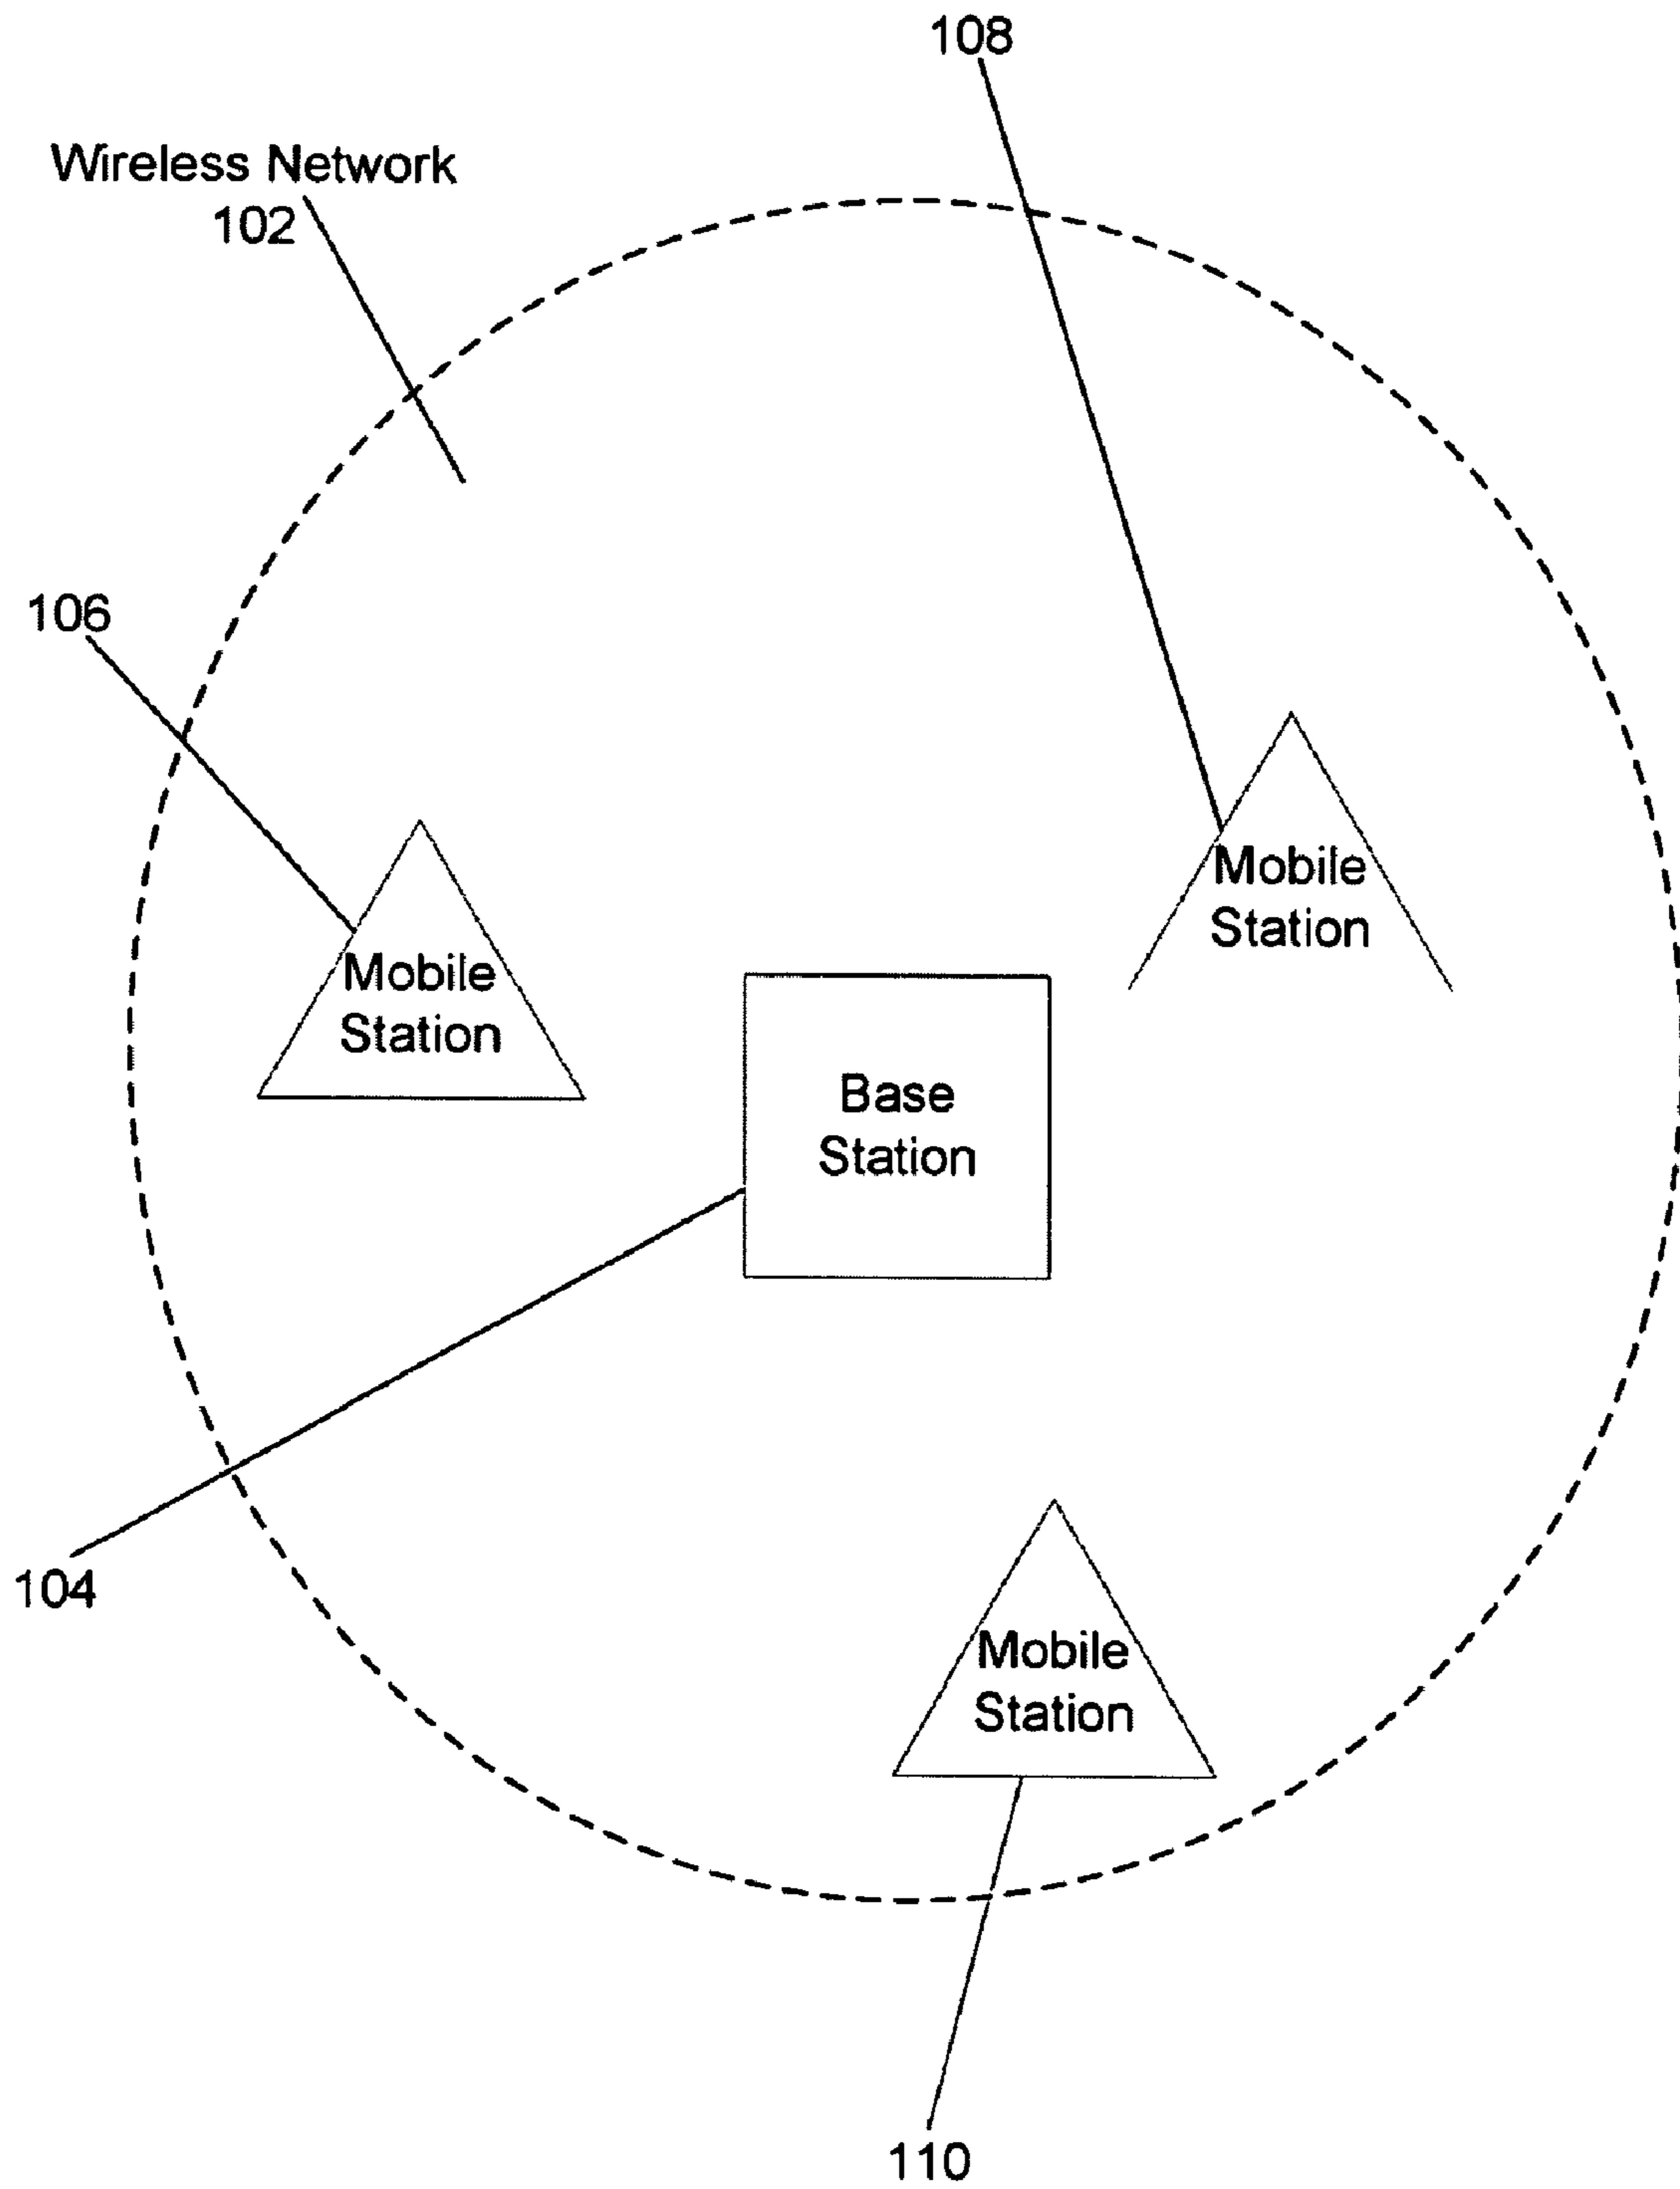 108
Wireless Network
102
106
Mobile
Station
Mobile
Station
Base
Station
104
Mobile
Station
110